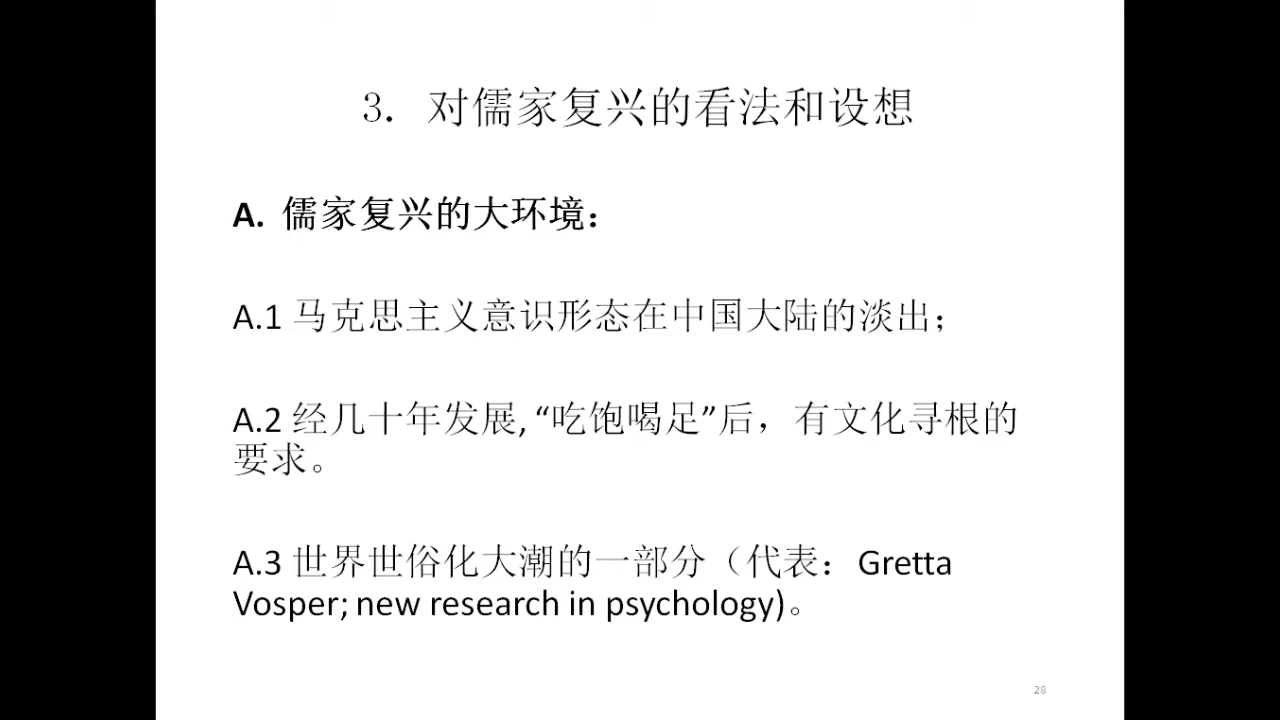 3. 对儒家复兴的看法和设想
A. 儒家复兴的大环境：
A.1 马克思主义意识形态在中国大陆的淡出；
A.2 经几十年发展, “吃饱喝足”后，有文化寻根的
要求。
A.3 世界世俗化大潮的一部分（代表：Gretta
Vosper; new research in psychology)。
28